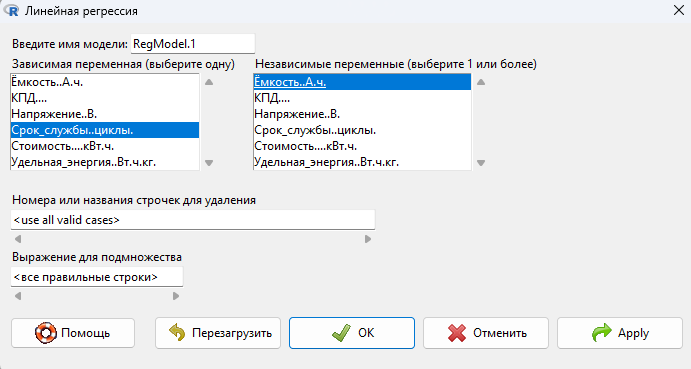 Линейная регрессия
Введите имя модели: RegModel.1
Зависимая переменная (выберите одну) Независимые переменные (выберите 1 или более)
Ёмкость..А.ч. Ёмкость..А.ч.
КПД.... КПД....
Напряжение..В. Напряжение..В.
Срок_службы..циклы. Срок_службы..циклы.
Стоимость....кВт.ч. Стоимость....кВт.ч.
Удельная_энергия..Вт.ч.кг. Удельная_энергия..Вт.ч.кг.
Номера или названия строчек для удаления
<use all valid cases>
Выражение для подмножества
<все правильные строки>
Помощь Перезагрузить OK Отменить Apply